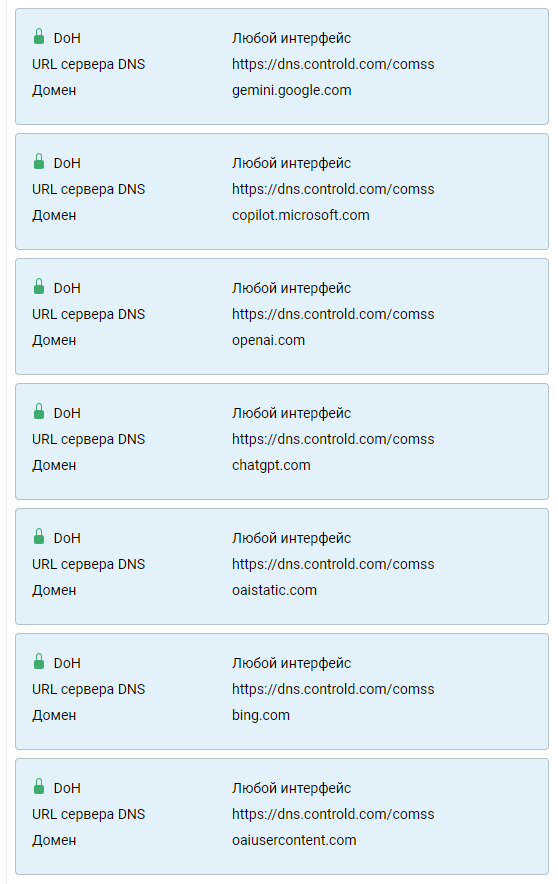 DoH Любой интерфейс
URL сервера DNS https://dns.controld.com/comss
Домен gemini.google.com
DoH Любой интерфейс
URL сервера DNS https://dns.controld.com/comss
Домен copilot.microsoft.com
DoH Любой интерфейс
URL сервера DNS https://dns.controld.com/comss
Домен openai.com
DoH Любой интерфейс
URL сервера DNS https://dns.controld.com/comss
Домен chatgpt.com
DoH Любой интерфейс
URL сервера DNS https://dns.controld.com/comss
Домен oaistatic.com
DoH Любой интерфейс
URL сервера DNS https://dns.controld.com/comss
Домен bing.com
DoH Любой интерфейс
URL сервера DNS https://dns.controld.com/comss
Домен oaiusercontent.com